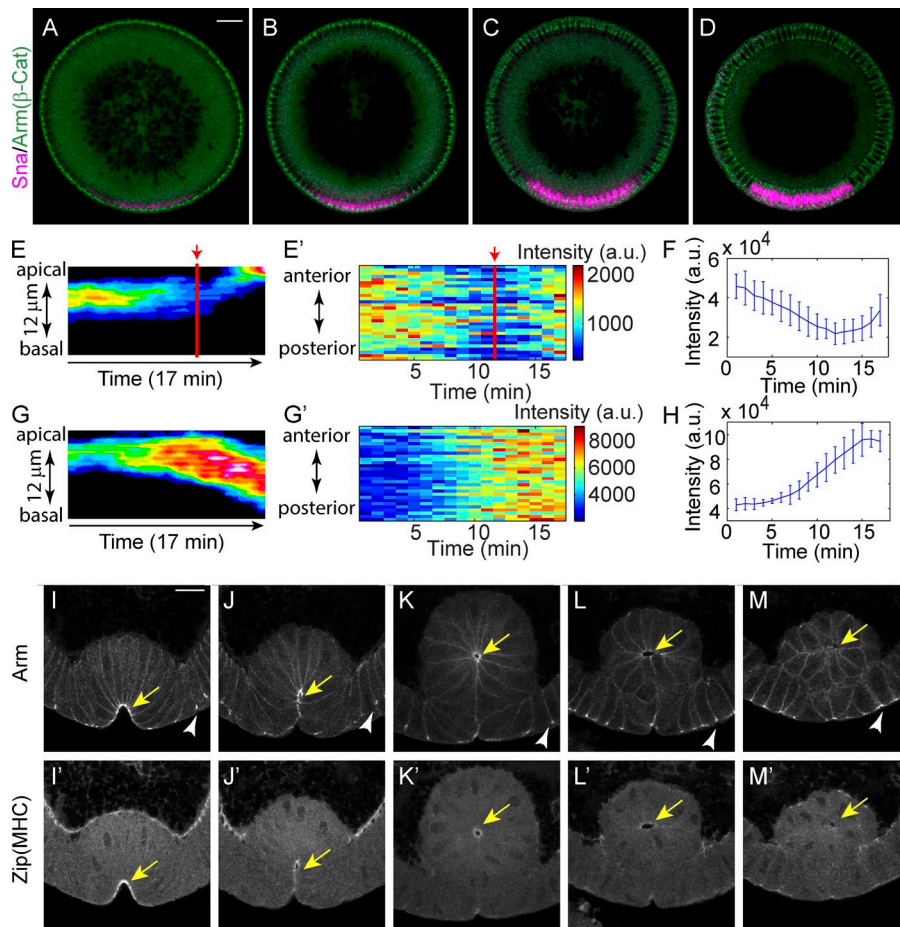 A
B
C
D
Sna/Arm(β-Cat)
E
apical
12 μm
basal
Time (17 min)
E'
Intensity (a.u.)
anterior
posterior
2000
1000
5 10 15
Time (min)
F
Intensity (a.u.)
x 10⁴
6
4
2
0 5 10 15
Time (min)
G
apical
12 μm
basal
Time (17 min)
G'
Intensity (a.u.)
anterior
posterior
8000
6000
4000
5 10 15
Time (min)
H
Intensity (a.u.)
x 10⁴
10
8
6
4
0 5 10 15
Time (min)
Arm
I
J
K
L
M
Zip(MHC)
I'
J'
K'
L'
M'